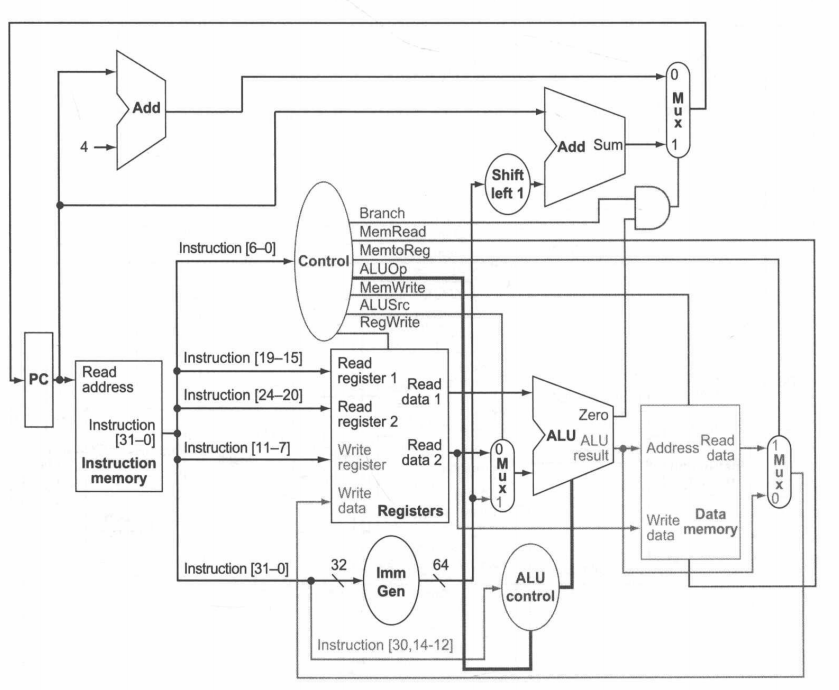 Add
4
0
M
u
x
1
Add Sum
Shift
left 1
Branch
MemRead
MemtoReg
ALUOp
MemWrite
ALUSrc
RegWrite
Control
Instruction [6–0]
PC
Read
address
Instruction
[31–0]
Instruction
memory
Instruction [19–15]
Instruction [24–20]
Instruction [11–7]
Instruction [31–0]
Read
register 1
Read
register 2
Write
register
Write
data
Read
data 1
Read
data 2
Registers
0
M
u
x
1
Zero
ALU
ALU
result
Address
Read
data
Write
data
Data
memory
1
M
u
x
0
32
Imm
Gen
64
ALU
control
Instruction [30,14-12]